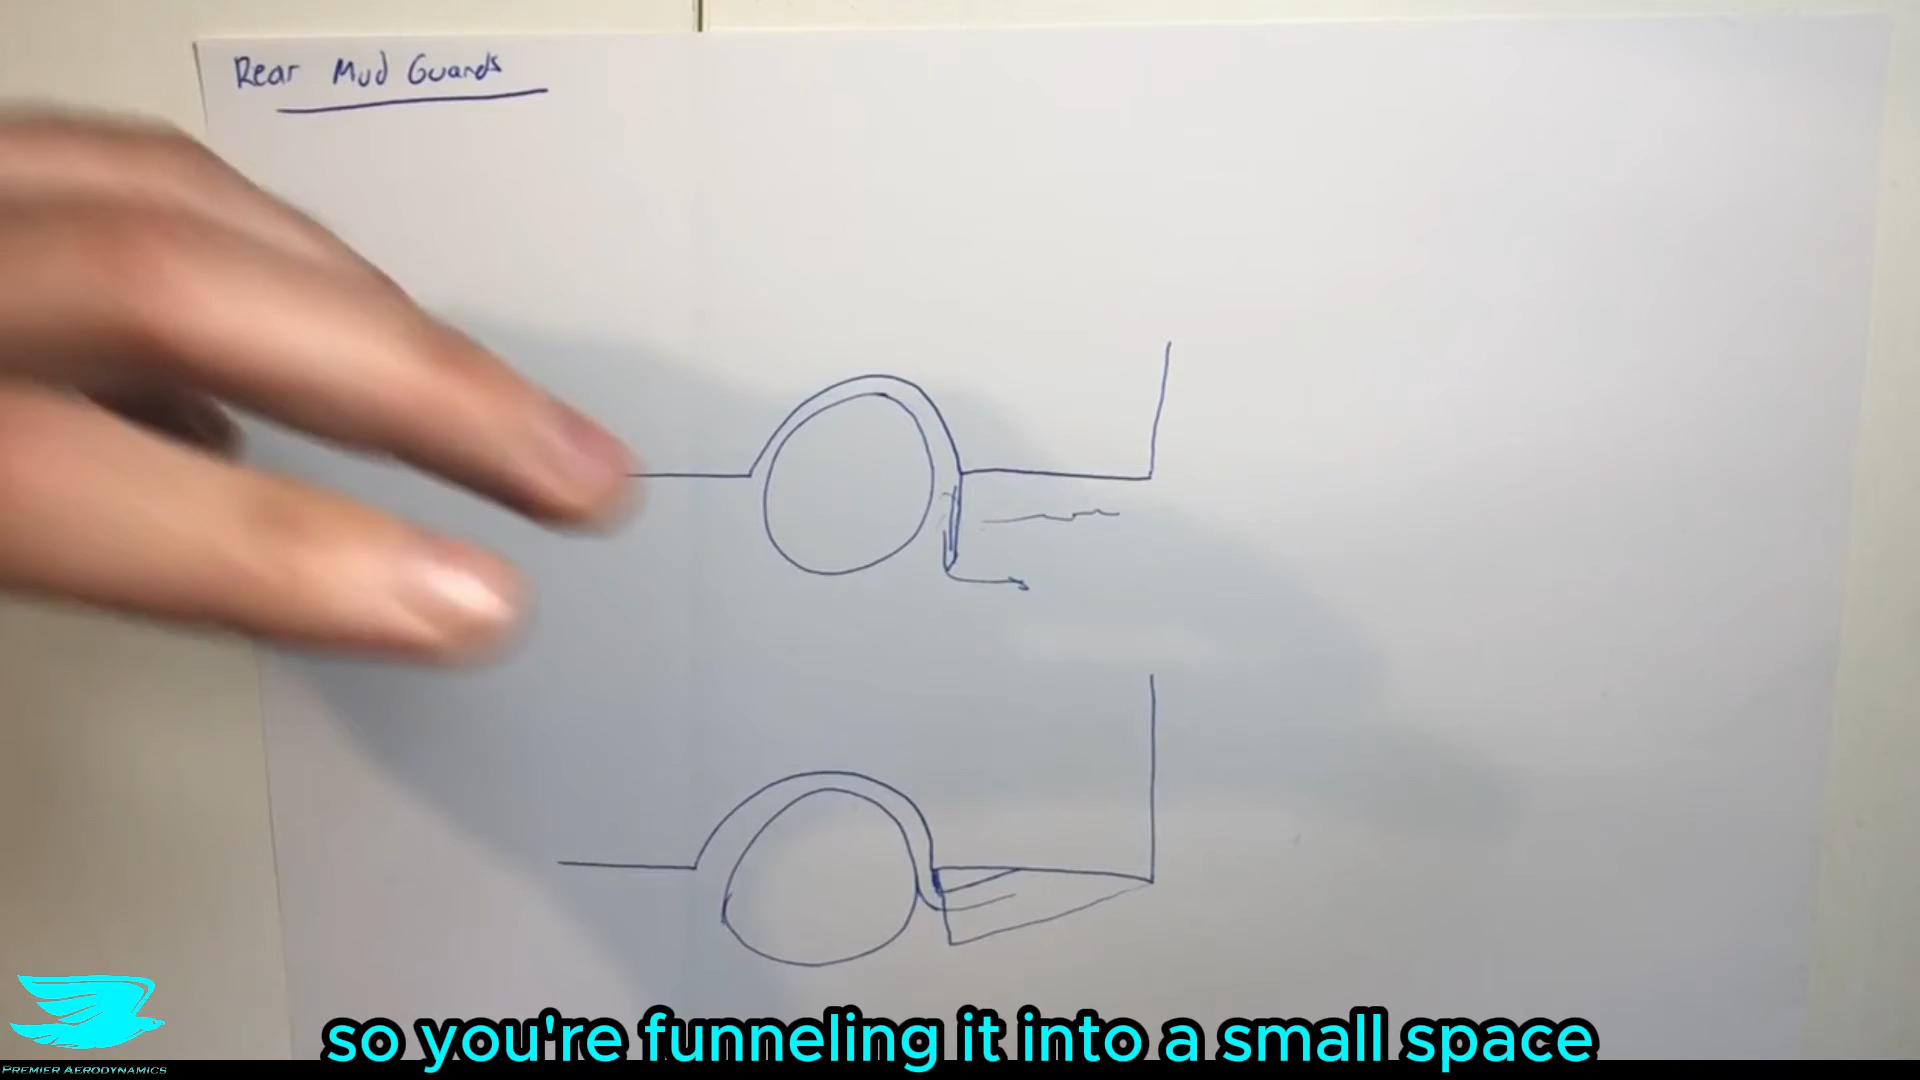 Rear Mud Guards
so you're funneling it into a small space
PREMIER AERODYNAMICS